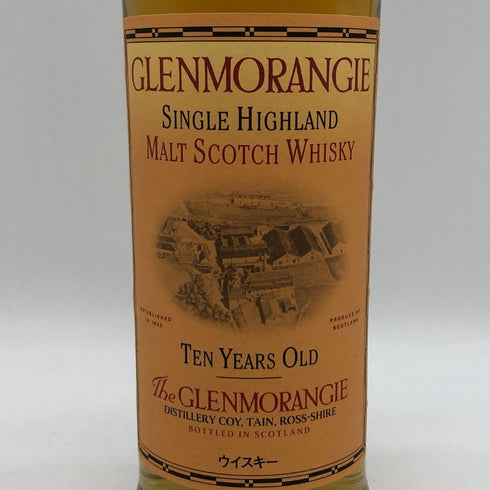 GLENMORANGIE
SINGLE HIGHLAND
MALT SCOTCH WHISKY
ESTABLISHED
IN 1843
PRODUCE OF
SCOTLAND
TEN YEARS OLD
The GLENMORANGIE
DISTILLERY COY, TAIN, ROSS-SHIRE
BOTTLED IN SCOTLAND
ウイスキー